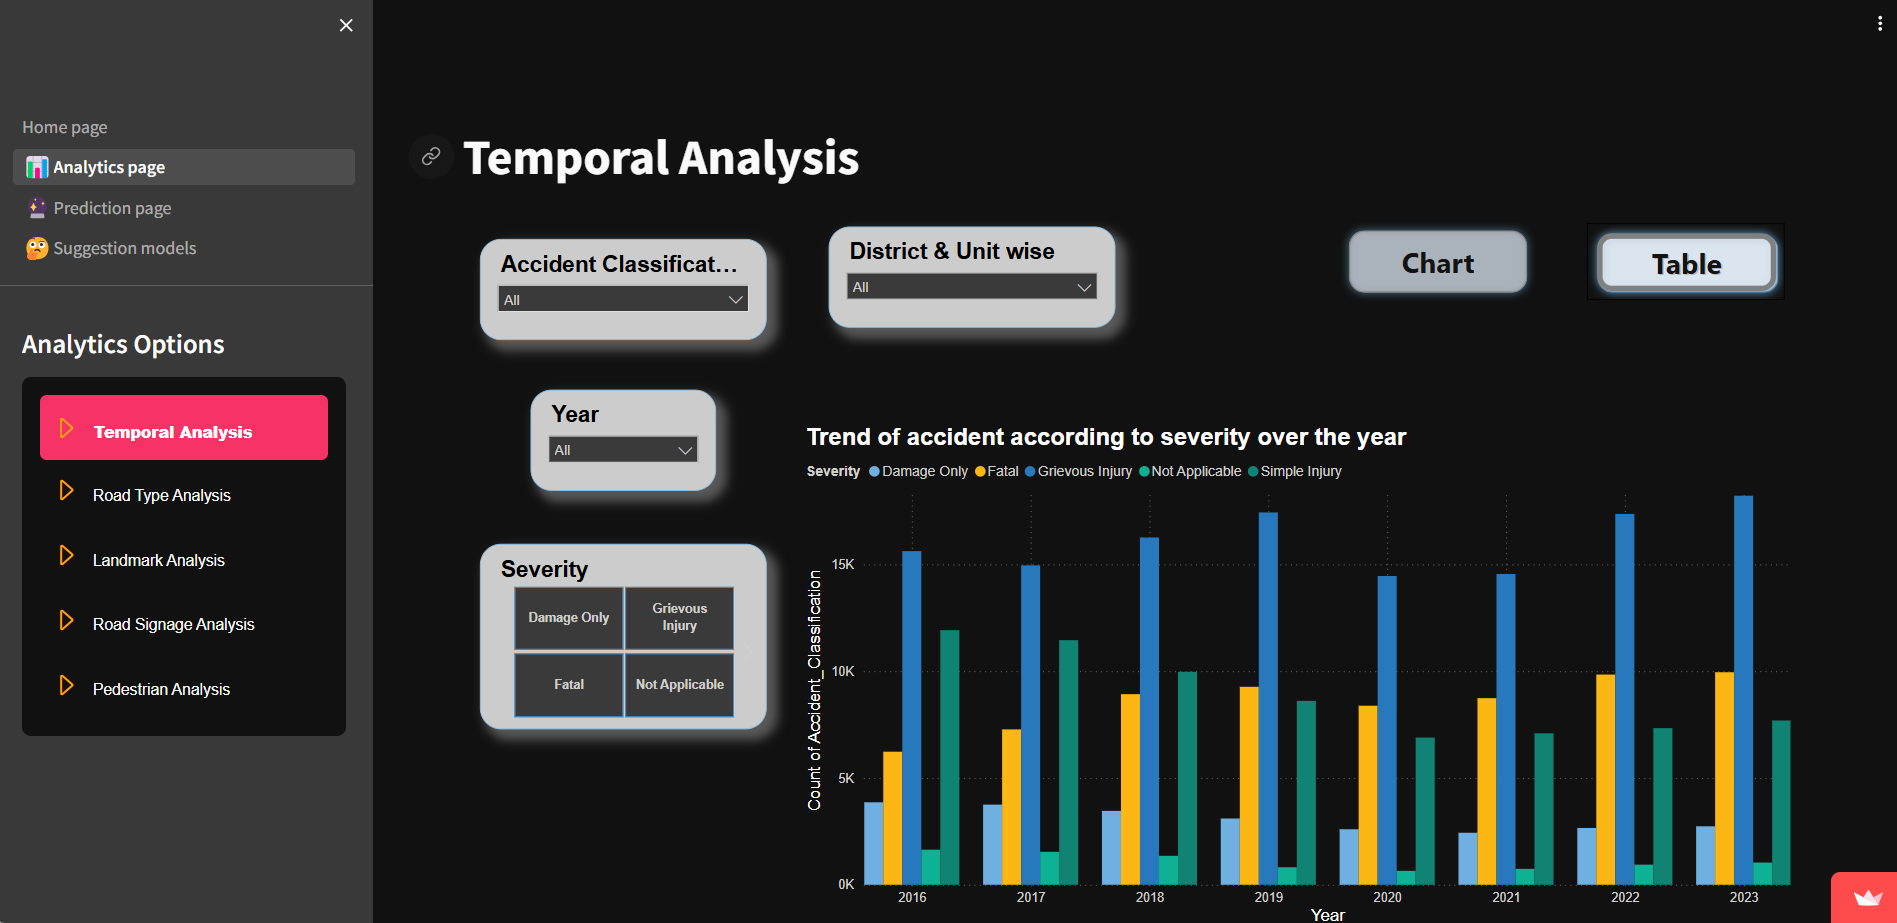 Home page
Analytics page
Prediction page
Suggestion models
Analytics Options
Temporal Analysis
Road Type Analysis
Landmark Analysis
Road Signage Analysis
Pedestrian Analysis
Temporal Analysis
Accident Classificat...
All
District & Unit wise
All
Chart
Table
Year
All
Severity
Damage Only
Grievous
Injury
Fatal
Not Applicable
Trend of accident according to severity over the year
Severity Damage Only Fatal Grievous Injury Not Applicable Simple Injury
Count of Accident_Classification
15K
10K
5K
0K
2016 2017 2018 2019 2020 2021 2022 2023
Year